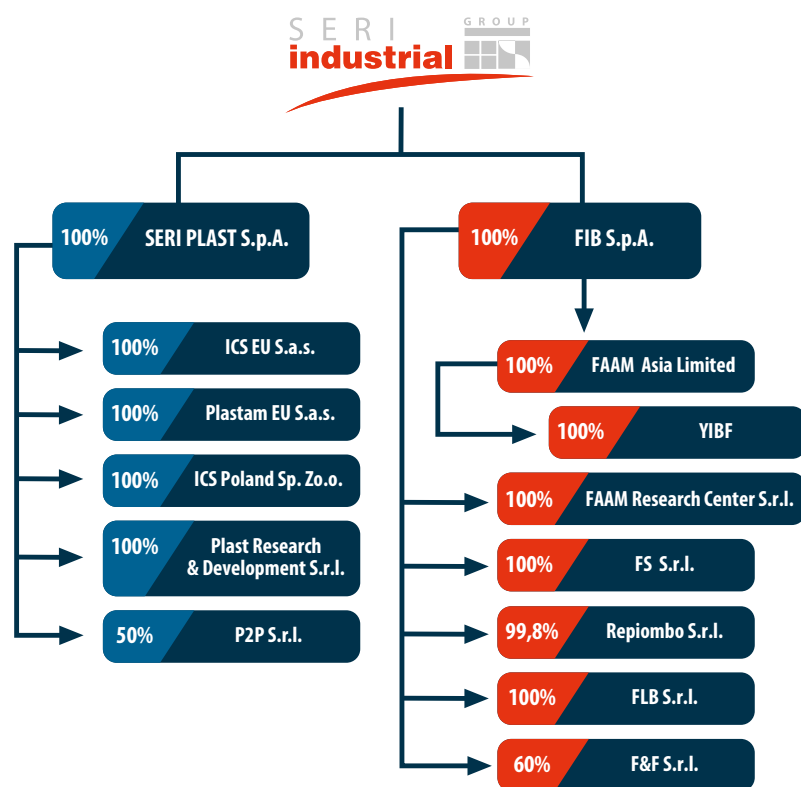 SERI
GROUP
industrial
100%
SERI PLAST S.p.A.
100%
ICS EU S.a.s.
100%
Plastam EU S.a.s.
100%
ICS Poland Sp. Zo.o.
100%
Plast Research
& Development S.r.l.
50%
P2P S.r.l.
100%
FIB S.p.A.
100%
FAAM Asia Limited
100%
YIBF
100%
FAAM Research Center S.r.l.
100%
FS S.r.l.
99,8%
Repiombo S.r.l.
100%
FLB S.r.l.
60%
F&F S.r.l.